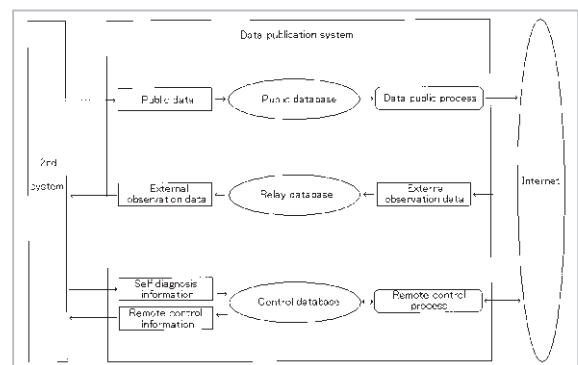 Data publication system
Public data
Public database
Data public process
2nd
system
External
observation data
Relay database
Externa
observation data
Internet
Self diagnosis
information
Control database
Remote control
process
Remote control
information